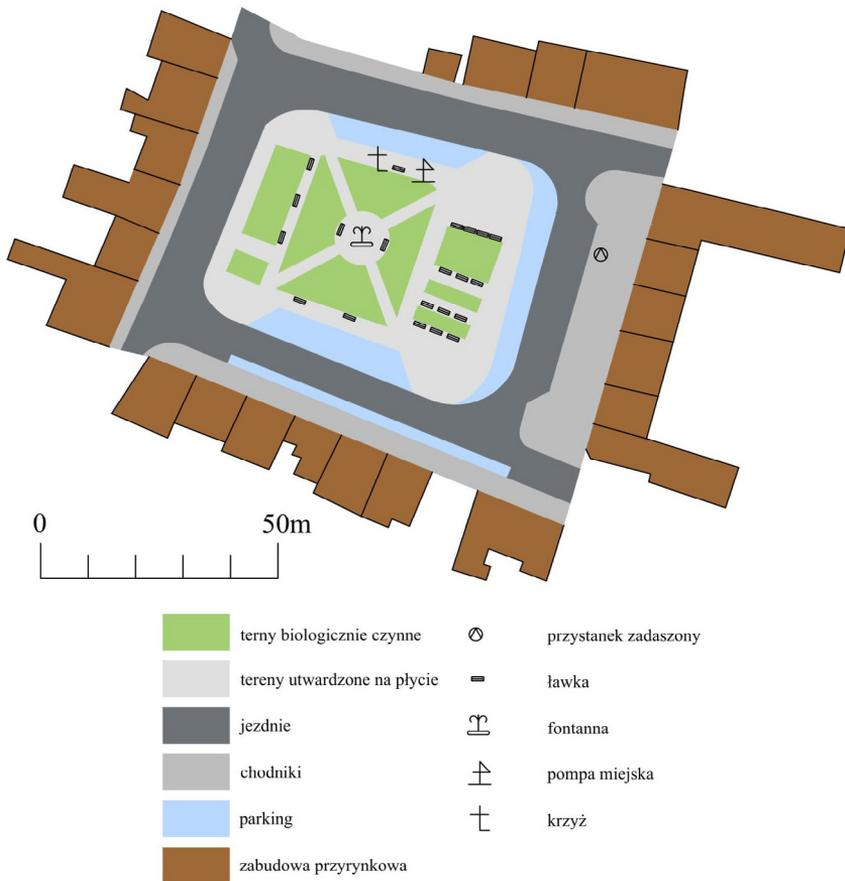 0 50m
terny biologicznie czynne
przystanek zadaszony
tereny utwardzone na płycie
ławka
jezdnie
fontanna
chodniki
pompa miejska
parking
krzyż
zabudowa przyrynkowa